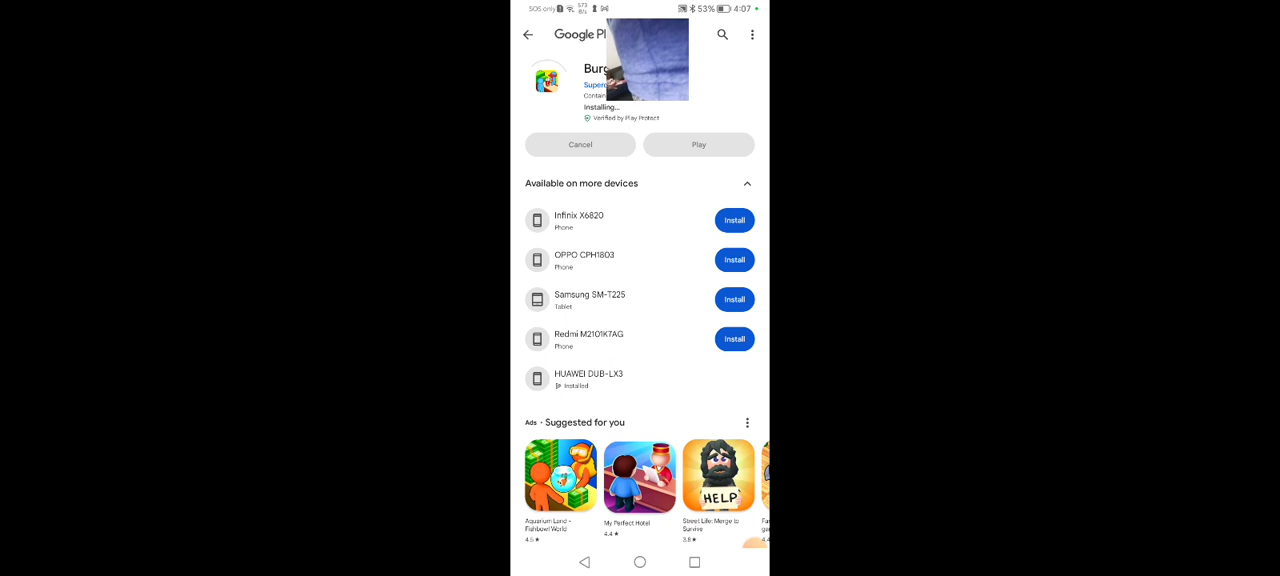 SOS only 573 B/s 53% 4:07
Google Pl
Burg
Superc
Contain
Installing...
Verified by Play Protect
Cancel Play
Available on more devices
Infinix X6820
Phone
Install
OPPO CPH1803
Phone
Install
Samsung SM-T225
Tablet
Install
Redmi M2101K7AG
Phone
Install
HUAWEI DUB-LX3
Installed
Ads • Suggested for you
HELP
Aquarium Land -
Fishbowl World
4.5 ★
My Perfect Hotel
4.4 ★
Street Life: Merge to
Survive
3.8 ★